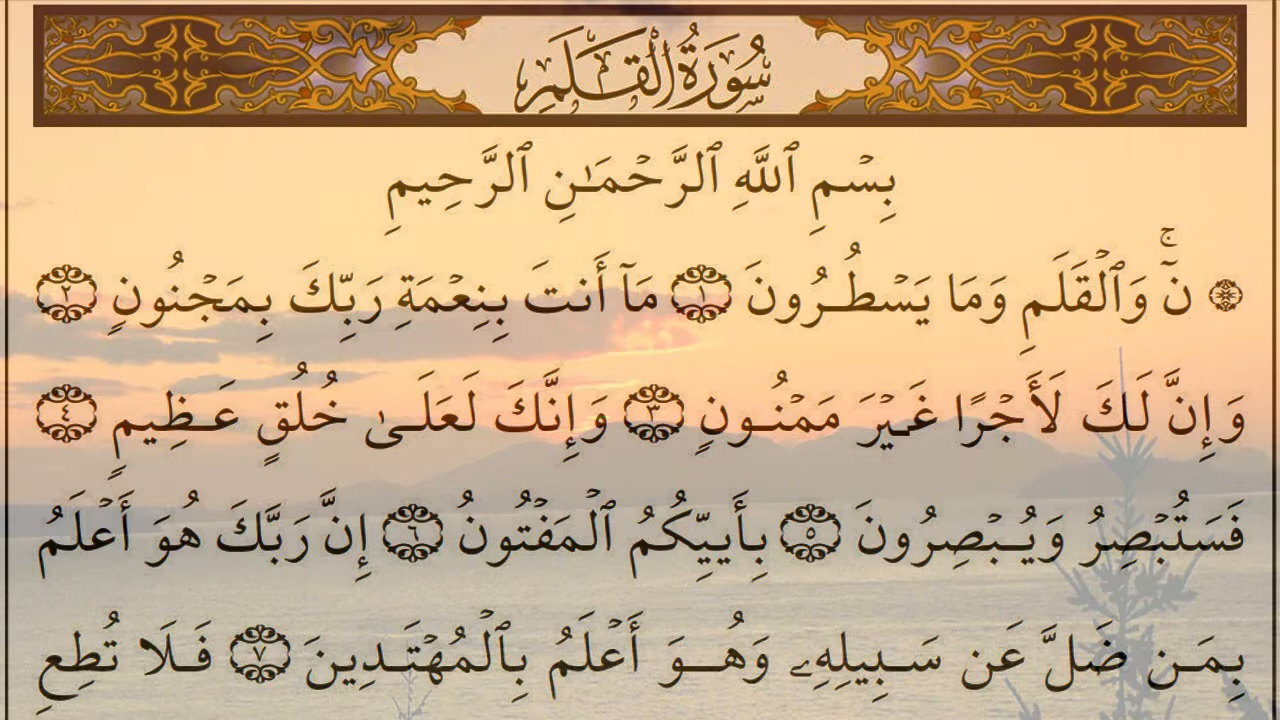 سُورَةُ الْقَلَمِ
بِسْمِ ٱللَّهِ ٱلرَّحْمَٰنِ ٱلرَّحِيمِ
۞ نٓۚ وَٱلْقَلَمِ وَمَا يَسْطُرُونَ ١ مَآ أَنتَ بِنِعْمَةِ رَبِّكَ بِمَجْنُونٍ ٢
وَإِنَّ لَكَ لَأَجْرًا غَيْرَ مَمْنُونٍ ٣ وَإِنَّكَ لَعَلَىٰ خُلُقٍ عَظِيمٍ ٤
فَسَتُبْصِرُ وَيُبْصِرُونَ ٥ بِأَييِّكُمُ ٱلْمَفْتُونُ ٦ إِنَّ رَبَّكَ هُوَ أَعْلَمُ
بِمَن ضَلَّ عَن سَبِيلِهِۦ وَهُوَ أَعْلَمُ بِٱلْمُهْتَدِينَ ٧ فَلَا تُطِعِ